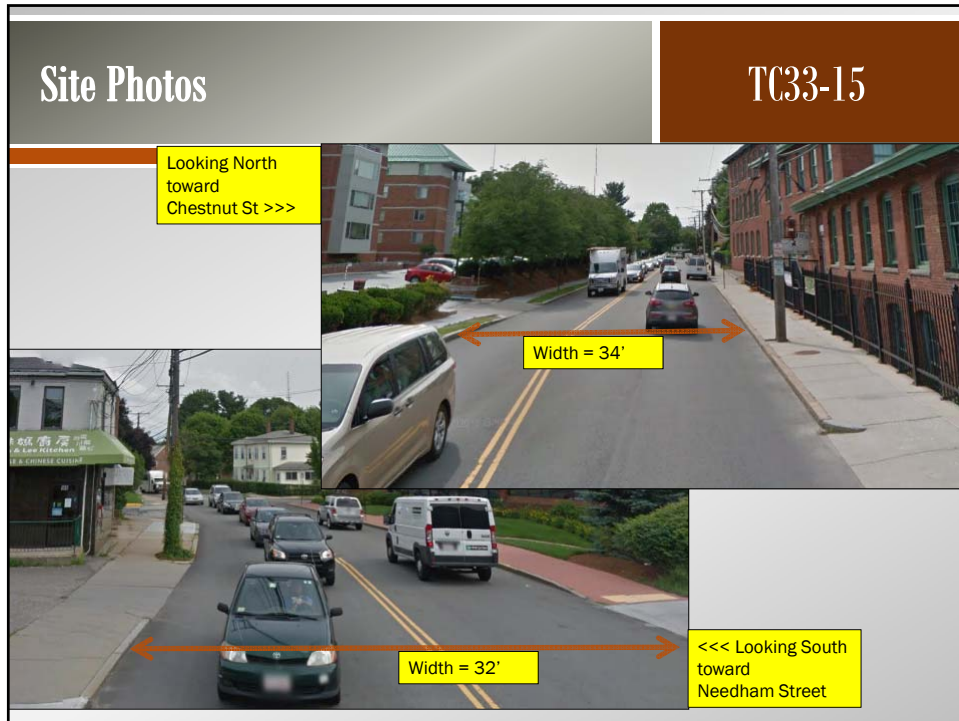 Site Photos
TC33-15
Looking North
toward
Chestnut St >>>
Width = 34'
& Lee Kitchen
& CHINESE CUISINE
Width = 32'
<<< Looking South
toward
Needham Street